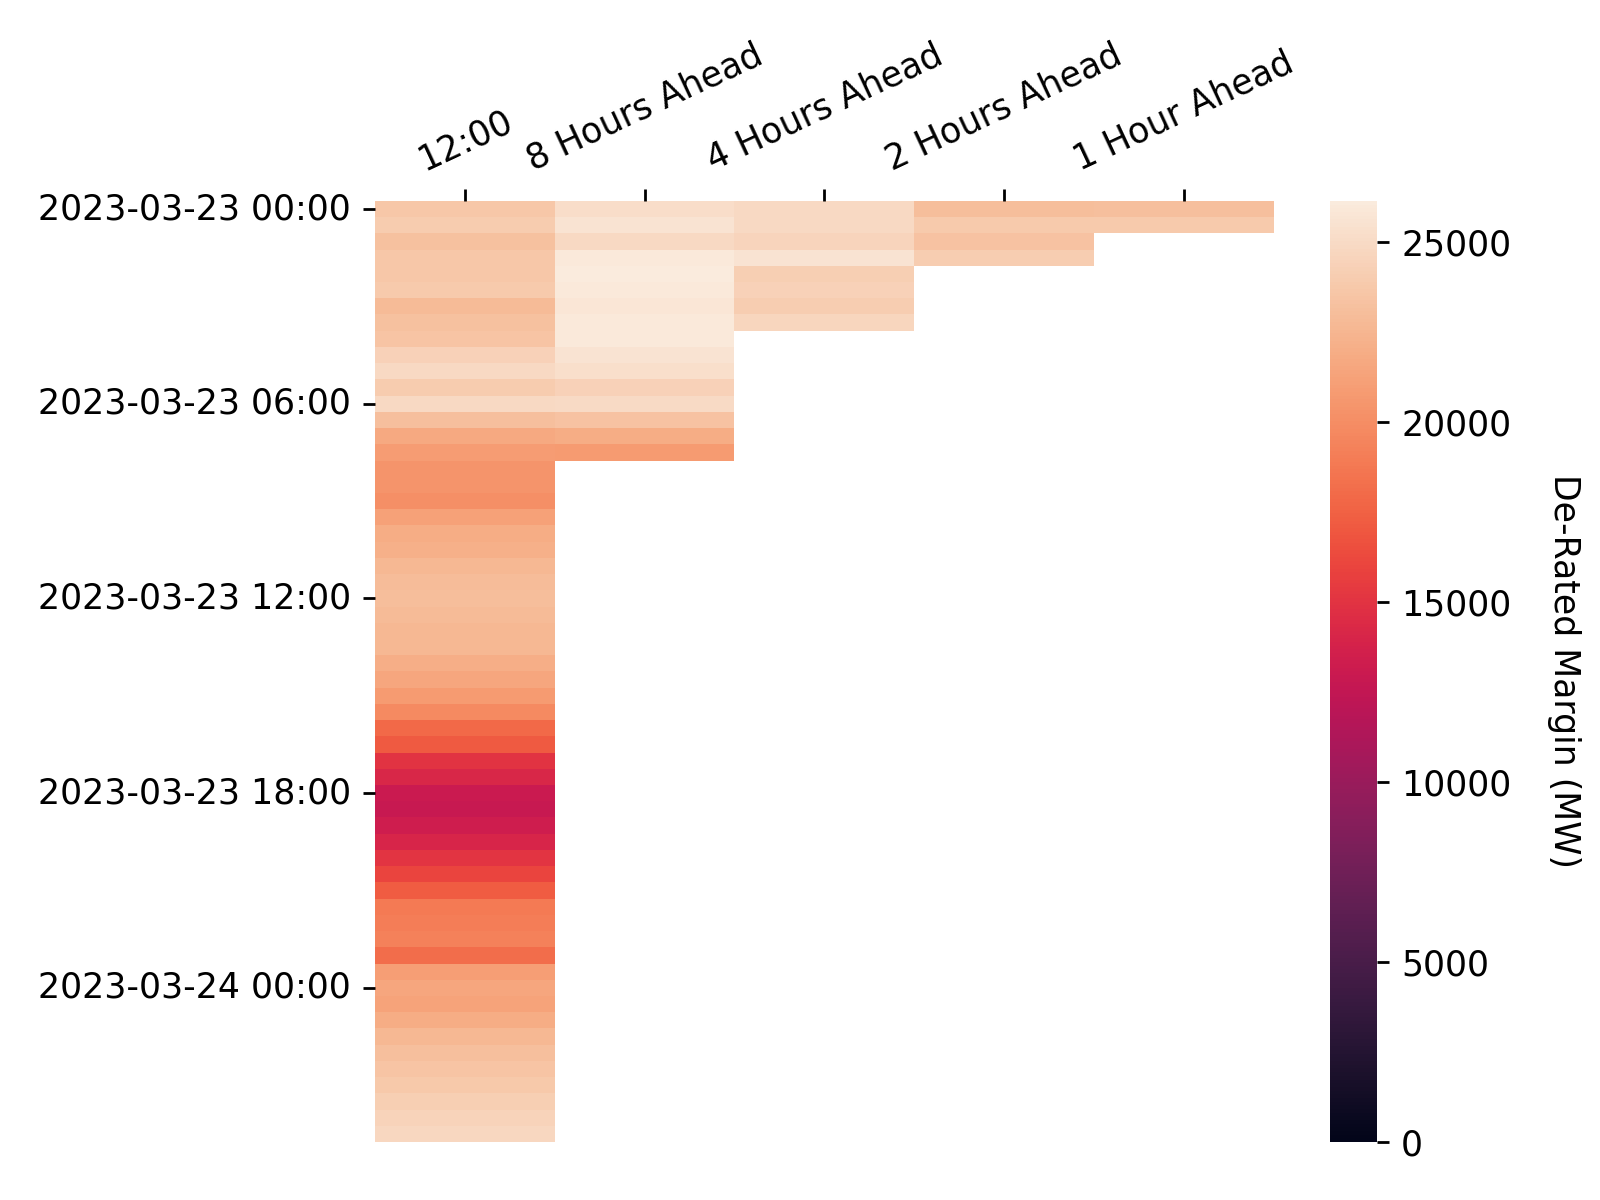 12:00
8 Hours Ahead
4 Hours Ahead
2 Hours Ahead
1 Hour Ahead
2023-03-23 00:00
2023-03-23 06:00
2023-03-23 12:00
2023-03-23 18:00
2023-03-24 00:00
25000
20000
15000
10000
5000
0
De-Rated Margin (MW)